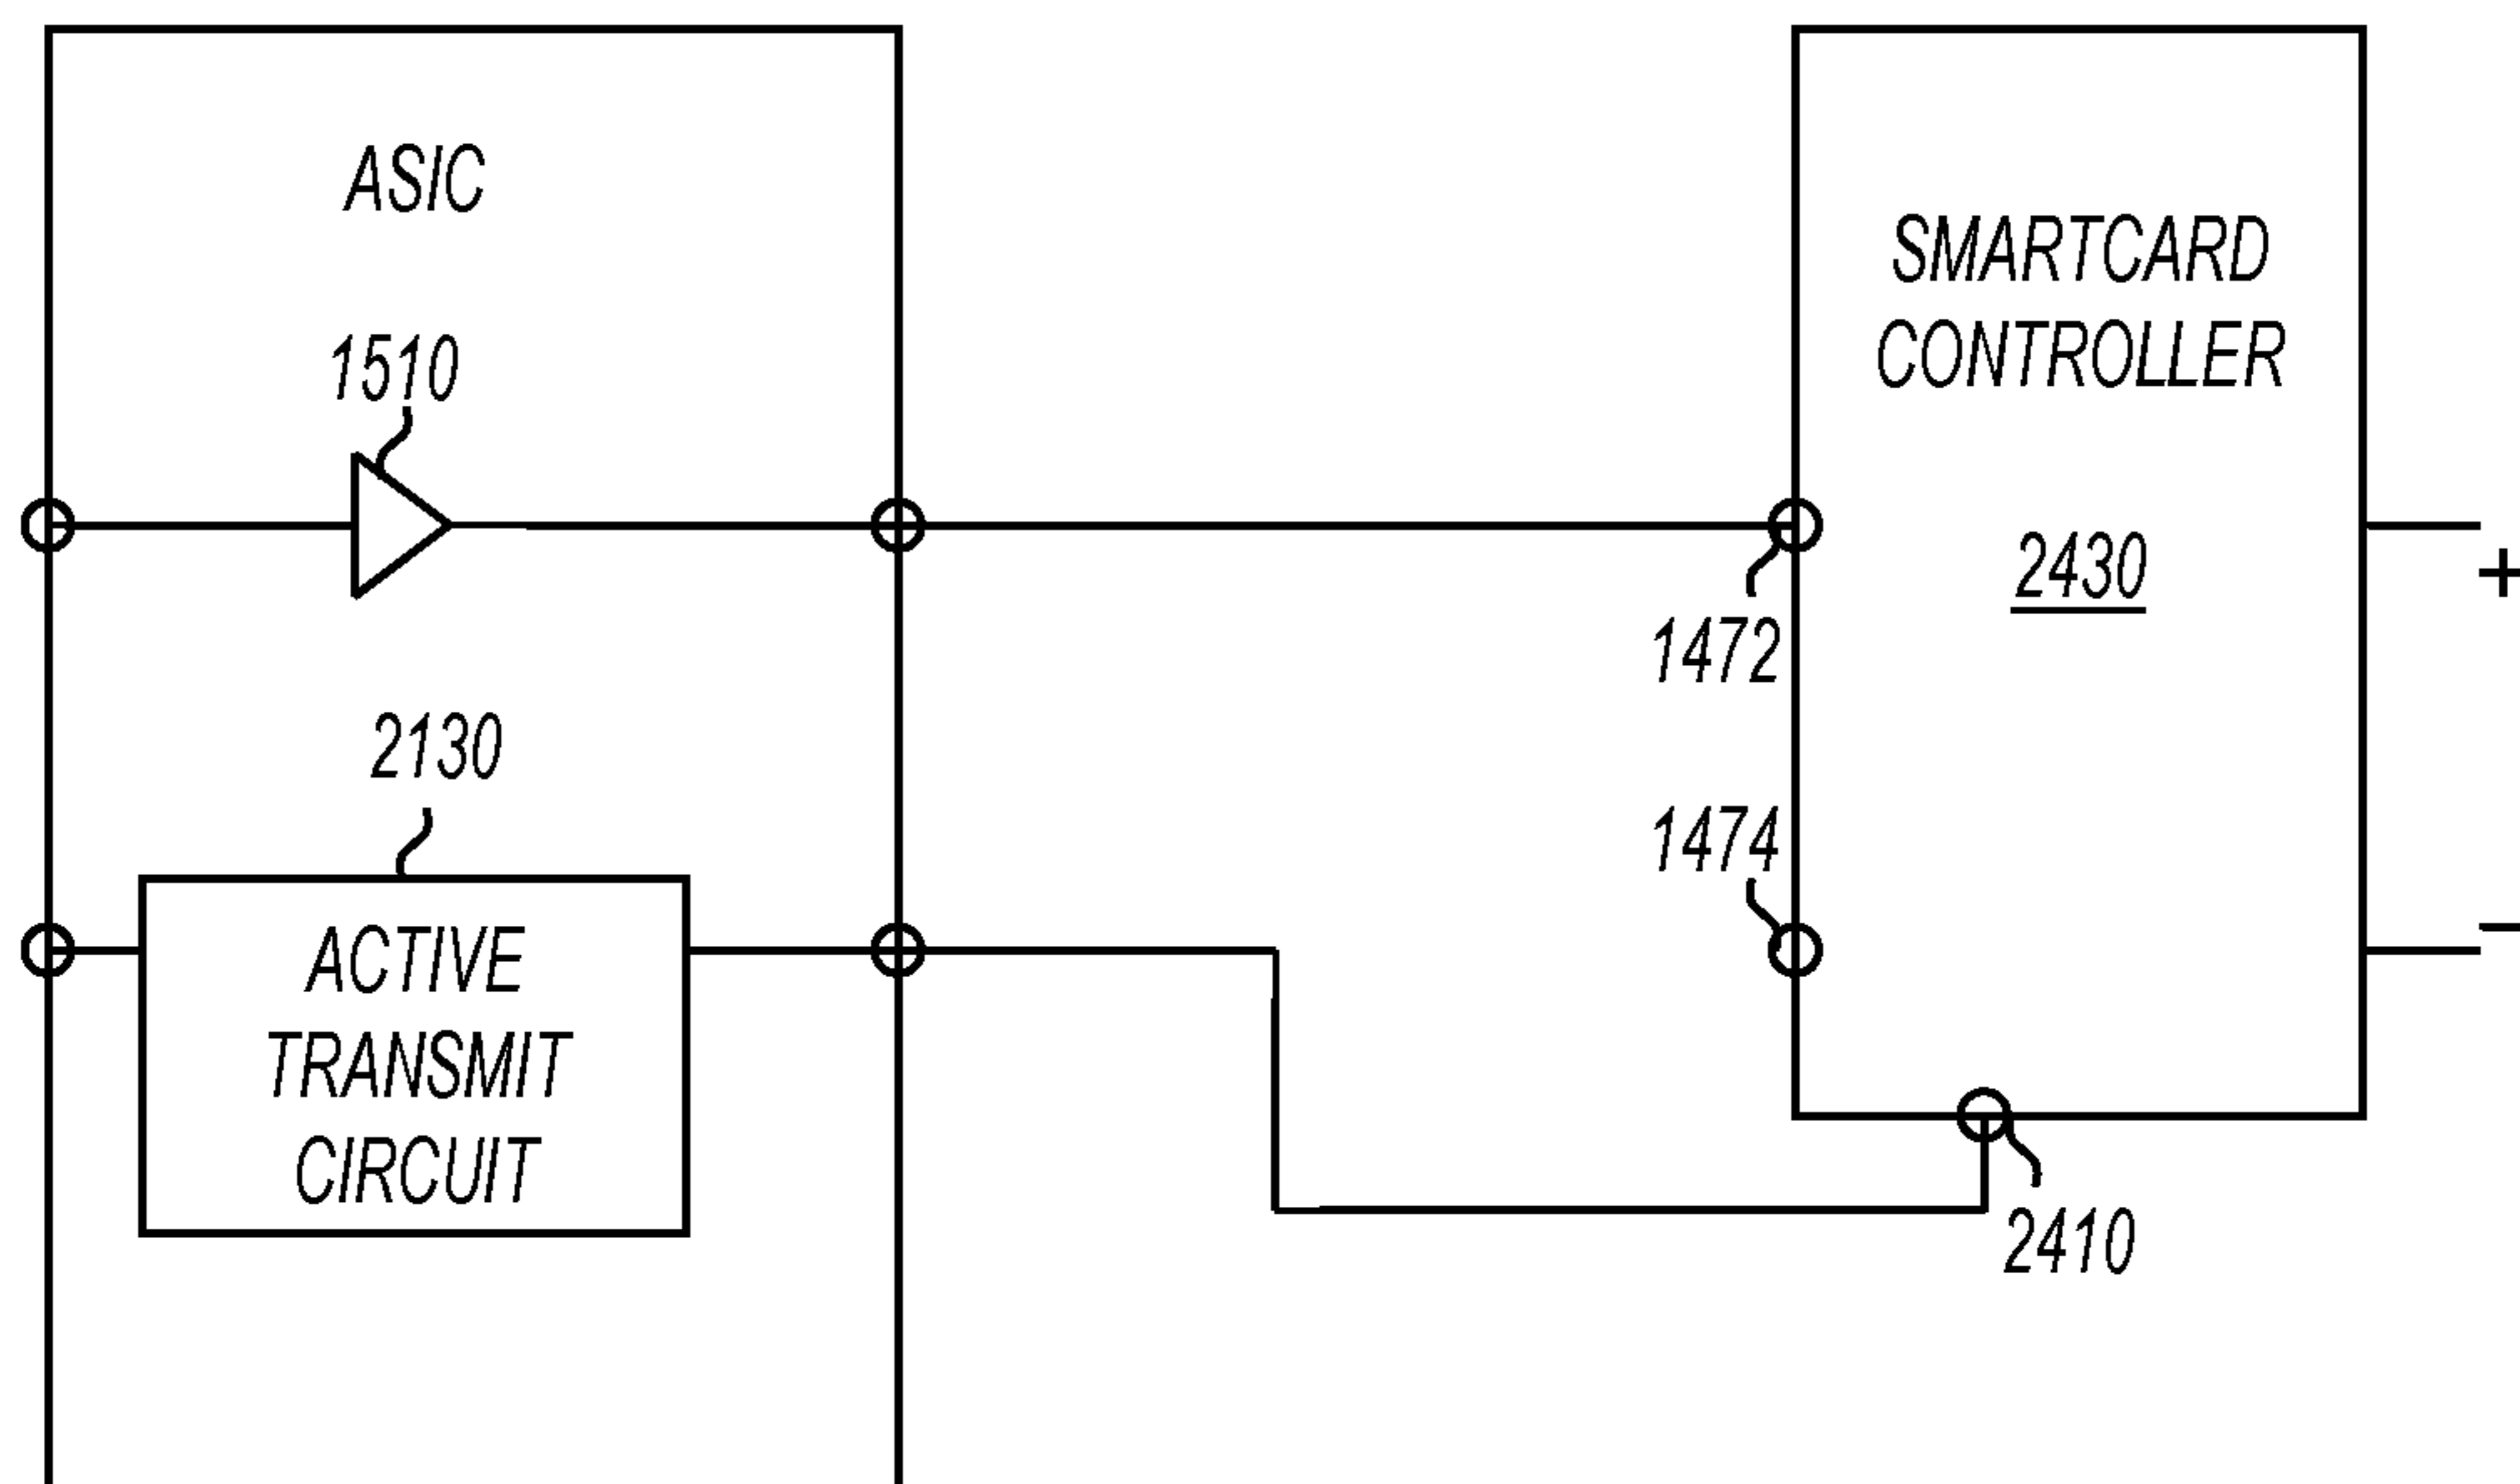 ASIC
SMARTCARD
CONTROLLER
1510
2430
+
1472
2130
1474
ACTIVE
TRANSMIT
CIRCUIT
−
2410